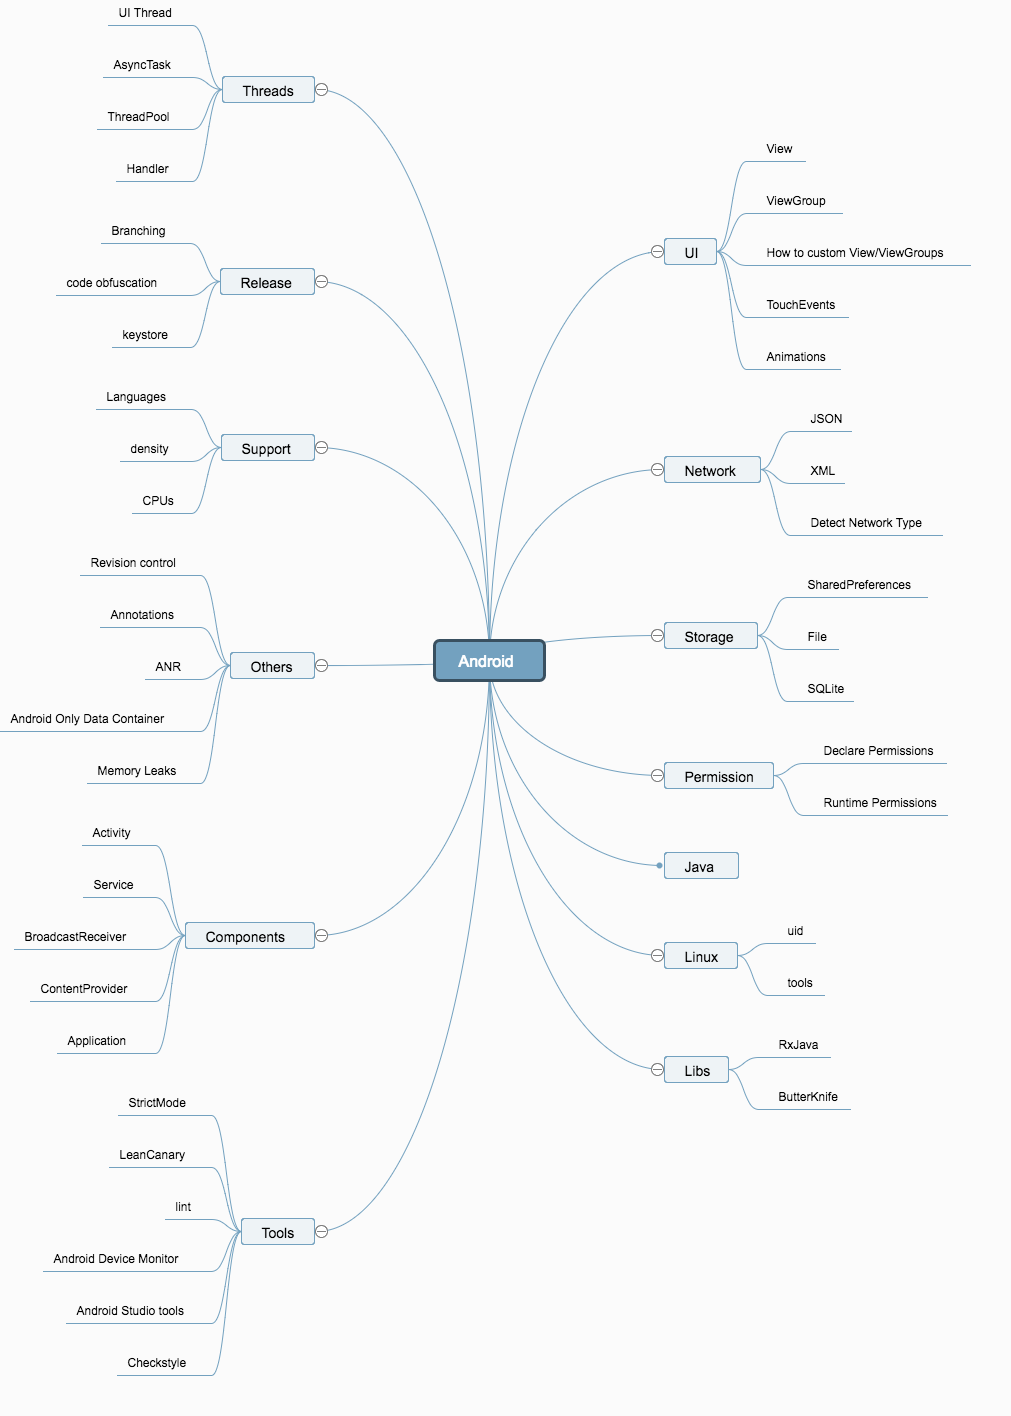 Android
Threads
UI Thread
AsyncTask
ThreadPool
Handler
Release
Branching
code obfuscation
keystore
Support
Languages
density
CPUs
Others
Revision control
Annotations
ANR
Android Only Data Container
Memory Leaks
Components
Activity
Service
BroadcastReceiver
ContentProvider
Application
Tools
StrictMode
LeanCanary
lint
Android Device Monitor
Android Studio tools
Checkstyle
UI
View
ViewGroup
How to custom View/ViewGroups
TouchEvents
Animations
Network
JSON
XML
Detect Network Type
Storage
SharedPreferences
File
SQLite
Permission
Declare Permissions
Runtime Permissions
Java
Linux
uid
tools
Libs
RxJava
ButterKnife